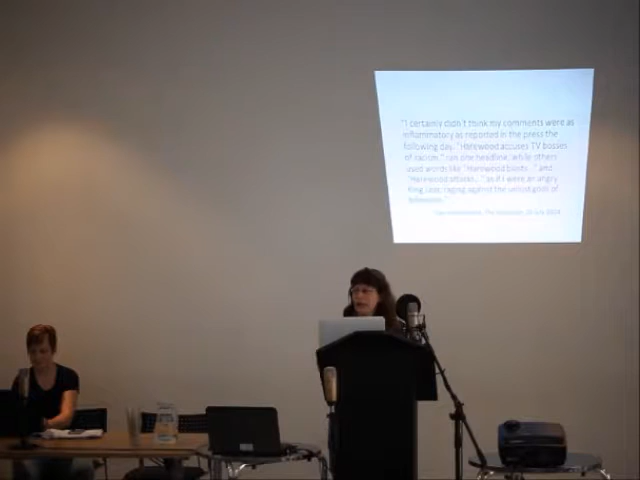 "I certainly didn't think my comments were as
inflammatory as reported in the press the
following day. "Harewood accuses TV bosses
of racism " ran one headline, while others
used words like "Harewood blasts..." and
"Harewood attacks..." as if I were an angry
King Lear, raging against the unjust gods of
television."